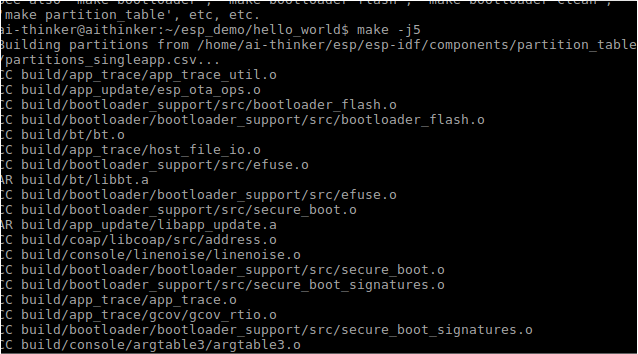 'make partition_table', etc, etc.
ai-thinker@aithinker:~/esp_demo/hello_world$ make -j5
Building partitions from /home/ai-thinker/esp/esp-idf/components/partition_table
/partitions_singleapp.csv...
CC build/app_trace/app_trace_util.o
CC build/app_update/esp_ota_ops.o
CC build/bootloader_support/src/bootloader_flash.o
CC build/bootloader/bootloader_support/src/bootloader_flash.o
CC build/bt/bt.o
CC build/app_trace/host_file_io.o
CC build/bootloader_support/src/efuse.o
AR build/bt/libbt.a
CC build/bootloader/bootloader_support/src/efuse.o
CC build/bootloader_support/src/secure_boot.o
AR build/app_update/libapp_update.a
CC build/coap/libcoap/src/address.o
CC build/console/linenoise/linenoise.o
CC build/bootloader/bootloader_support/src/secure_boot.o
CC build/bootloader_support/src/secure_boot_signatures.o
CC build/app_trace/app_trace.o
CC build/app_trace/gcov/gcov_rtio.o
CC build/bootloader/bootloader_support/src/secure_boot_signatures.o
CC build/console/argtable3/argtable3.o